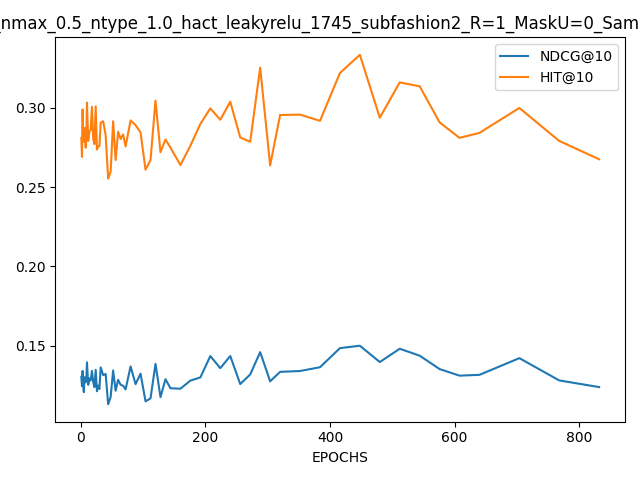 _nmax_0.5_ntype_1.0_hact_leakyrelu_1745_subfashion2_R=1_MaskU=0_Sam
NDCG@10
HIT@10
0.30
0.25
0.20
0.15
0 200 400 600 800
EPOCHS